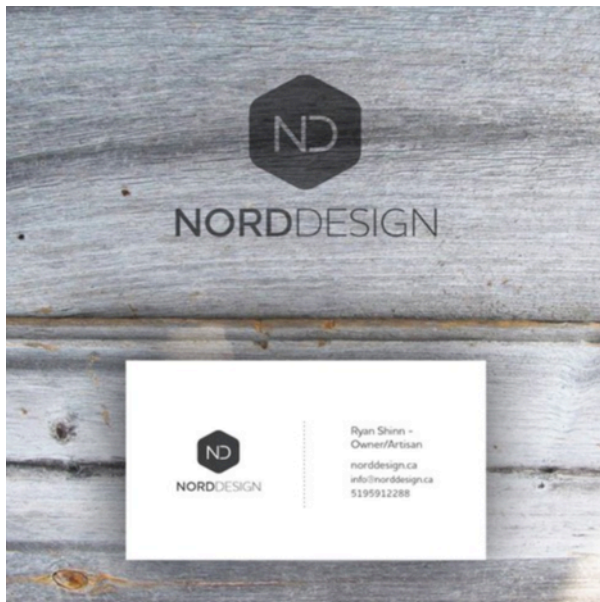 ND
NORDDESIGN
ND
NORDDESIGN
Ryan Shinn -
Owner/Artisan
norddesign.ca
info@norddesign.ca
5195912288